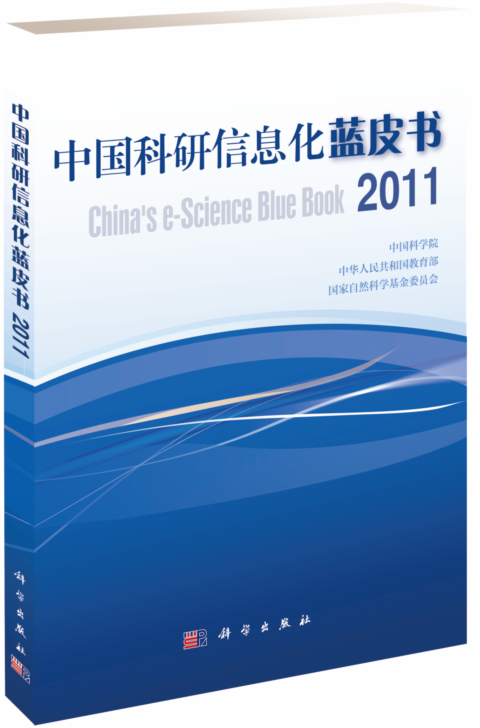 中国科研信息化蓝皮书
China's e-Science Blue Book 2011
中国科学院
中华人民共和国教育部
国家自然科学基金委员会
科学出版社
中国科研信息化蓝皮书 2011
科学出版社